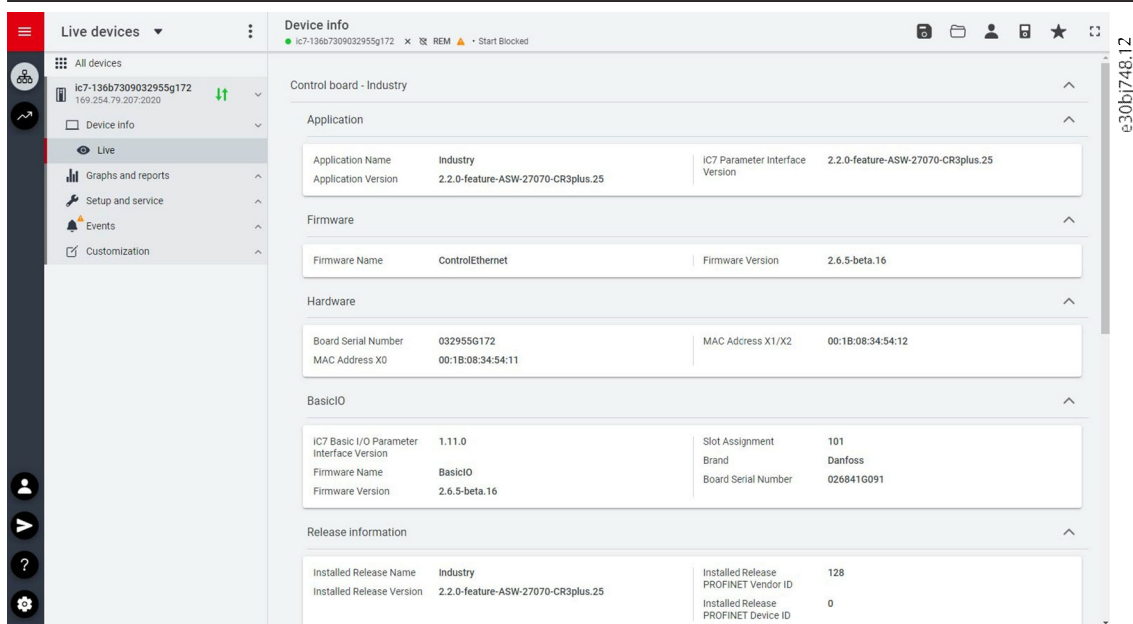 Live devices
Device info
ic7-136b7309032955g172 × REM • Start Blocked
All devices
ic7-136b7309032955g172
169.254.79.207:2020
Device info
Live
Graphs and reports
Setup and service
Events
Customization
Control board - Industry
Application
Application Name Industry
Application Version 2.2.0-feature-ASW-27070-CR3plus.25
iC7 Parameter Interface
Version
2.2.0-feature-ASW-27070-CR3plus.25
Firmware
Firmware Name ControlEthernet
Firmware Version 2.6.5-beta.16
Hardware
Board Serial Number 032955G172
MAC Address X0 00:1B:08:34:54:11
MAC Address X1/X2 00:1B:08:34:54:12
BasicIO
iC7 Basic I/O Parameter
Interface Version
1.11.0
Firmware Name BasicIO
Firmware Version 2.6.5-beta.16
Slot Assignment 101
Brand Danfoss
Board Serial Number 026841G091
Release information
Installed Release Name Industry
Installed Release Version 2.2.0-feature-ASW-27070-CR3plus.25
Installed Release
PROFINET Vendor ID
128
Installed Release
PROFINET Device ID
0
e30bj748.12